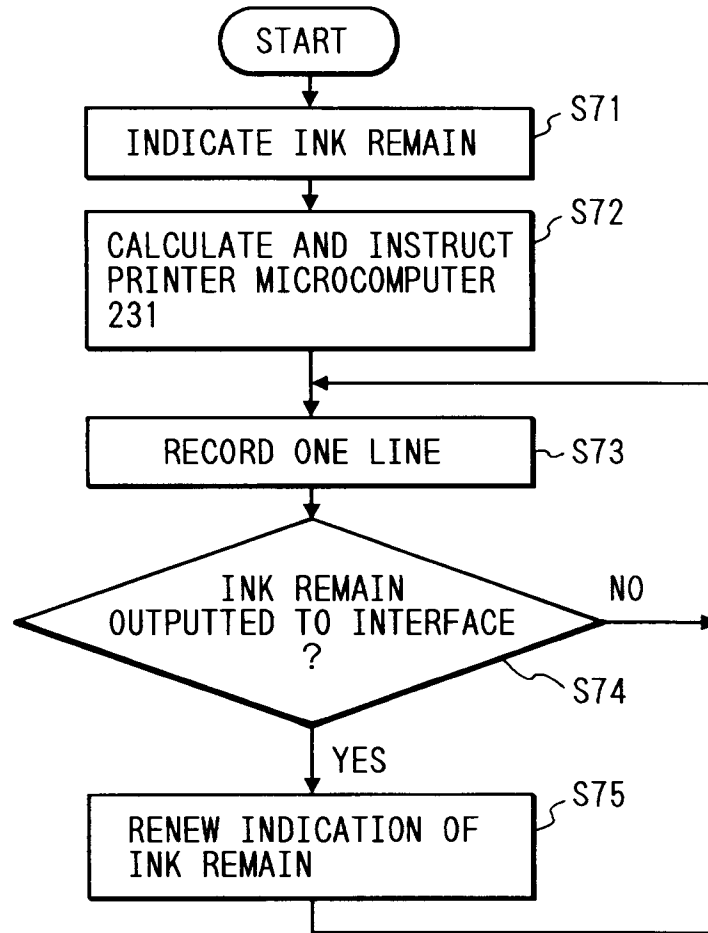 START
INDICATE INK REMAIN
S71
CALCULATE AND INSTRUCT
PRINTER MICROCOMPUTER
231
S72
RECORD ONE LINE
S73
INK REMAIN
OUTPUTTED TO INTERFACE
?
NO
S74
YES
RENEW INDICATION OF
INK REMAIN
S75